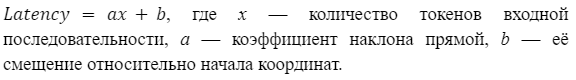 Latency = ax + b, где x — количество токенов входной
последовательности, a — коэффициент наклона прямой, b — её
смещение относительно начала координат.